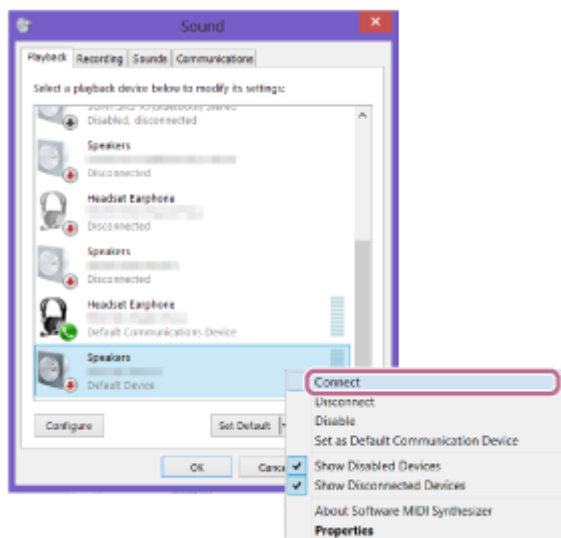 Sound
Playback Recording Sounds Communications
Select a playback device below to modify its settings:
Disabled, disconnected
Speakers
Disconnected
Headset Earphone
Disconnected
Speakers
Disconnected
Headset Earphone
Default Communications Device
Speakers
Default Device
Configure
Set Default
OK
Cance
Connect
Disconnect
Disable
Set as Default Communication Device
Show Disabled Devices
Show Disconnected Devices
About Software MIDI Synthesizer
Properties